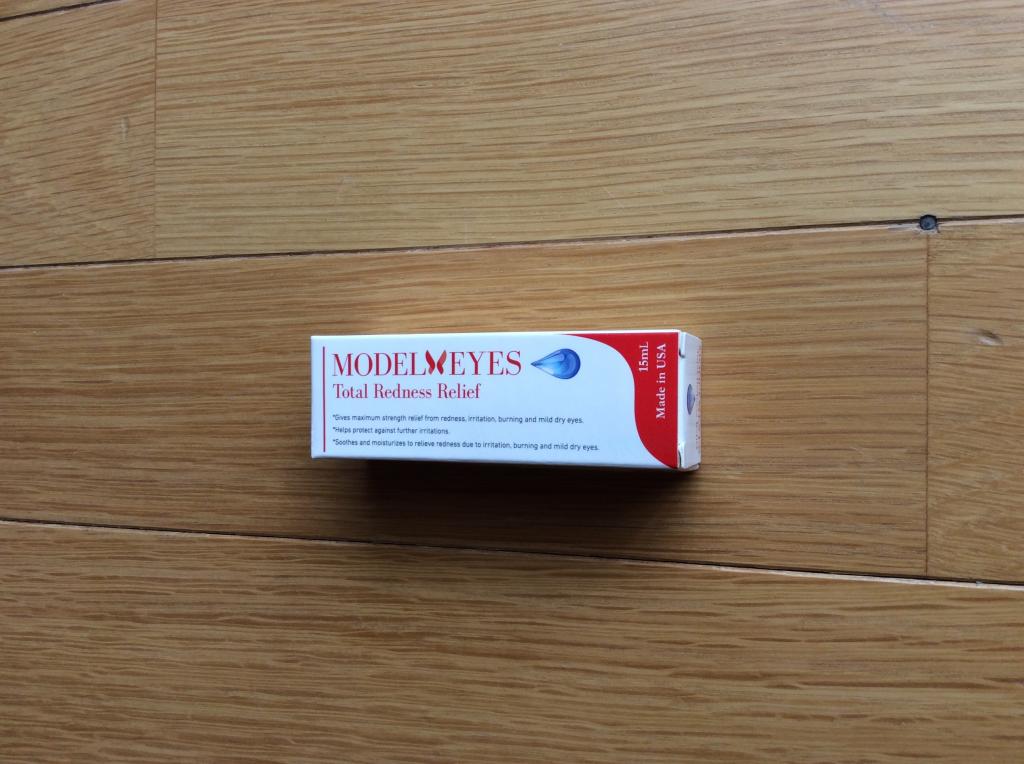 MODEL EYES
Total Redness Relief
*Gives maximum strength relief from redness, irritation, burning and mild dry eyes.
*Helps protect against further irritations.
*Soothes and moisturizes to relieve redness due to irritation, burning and mild dry eyes.
15mL
Made in USA